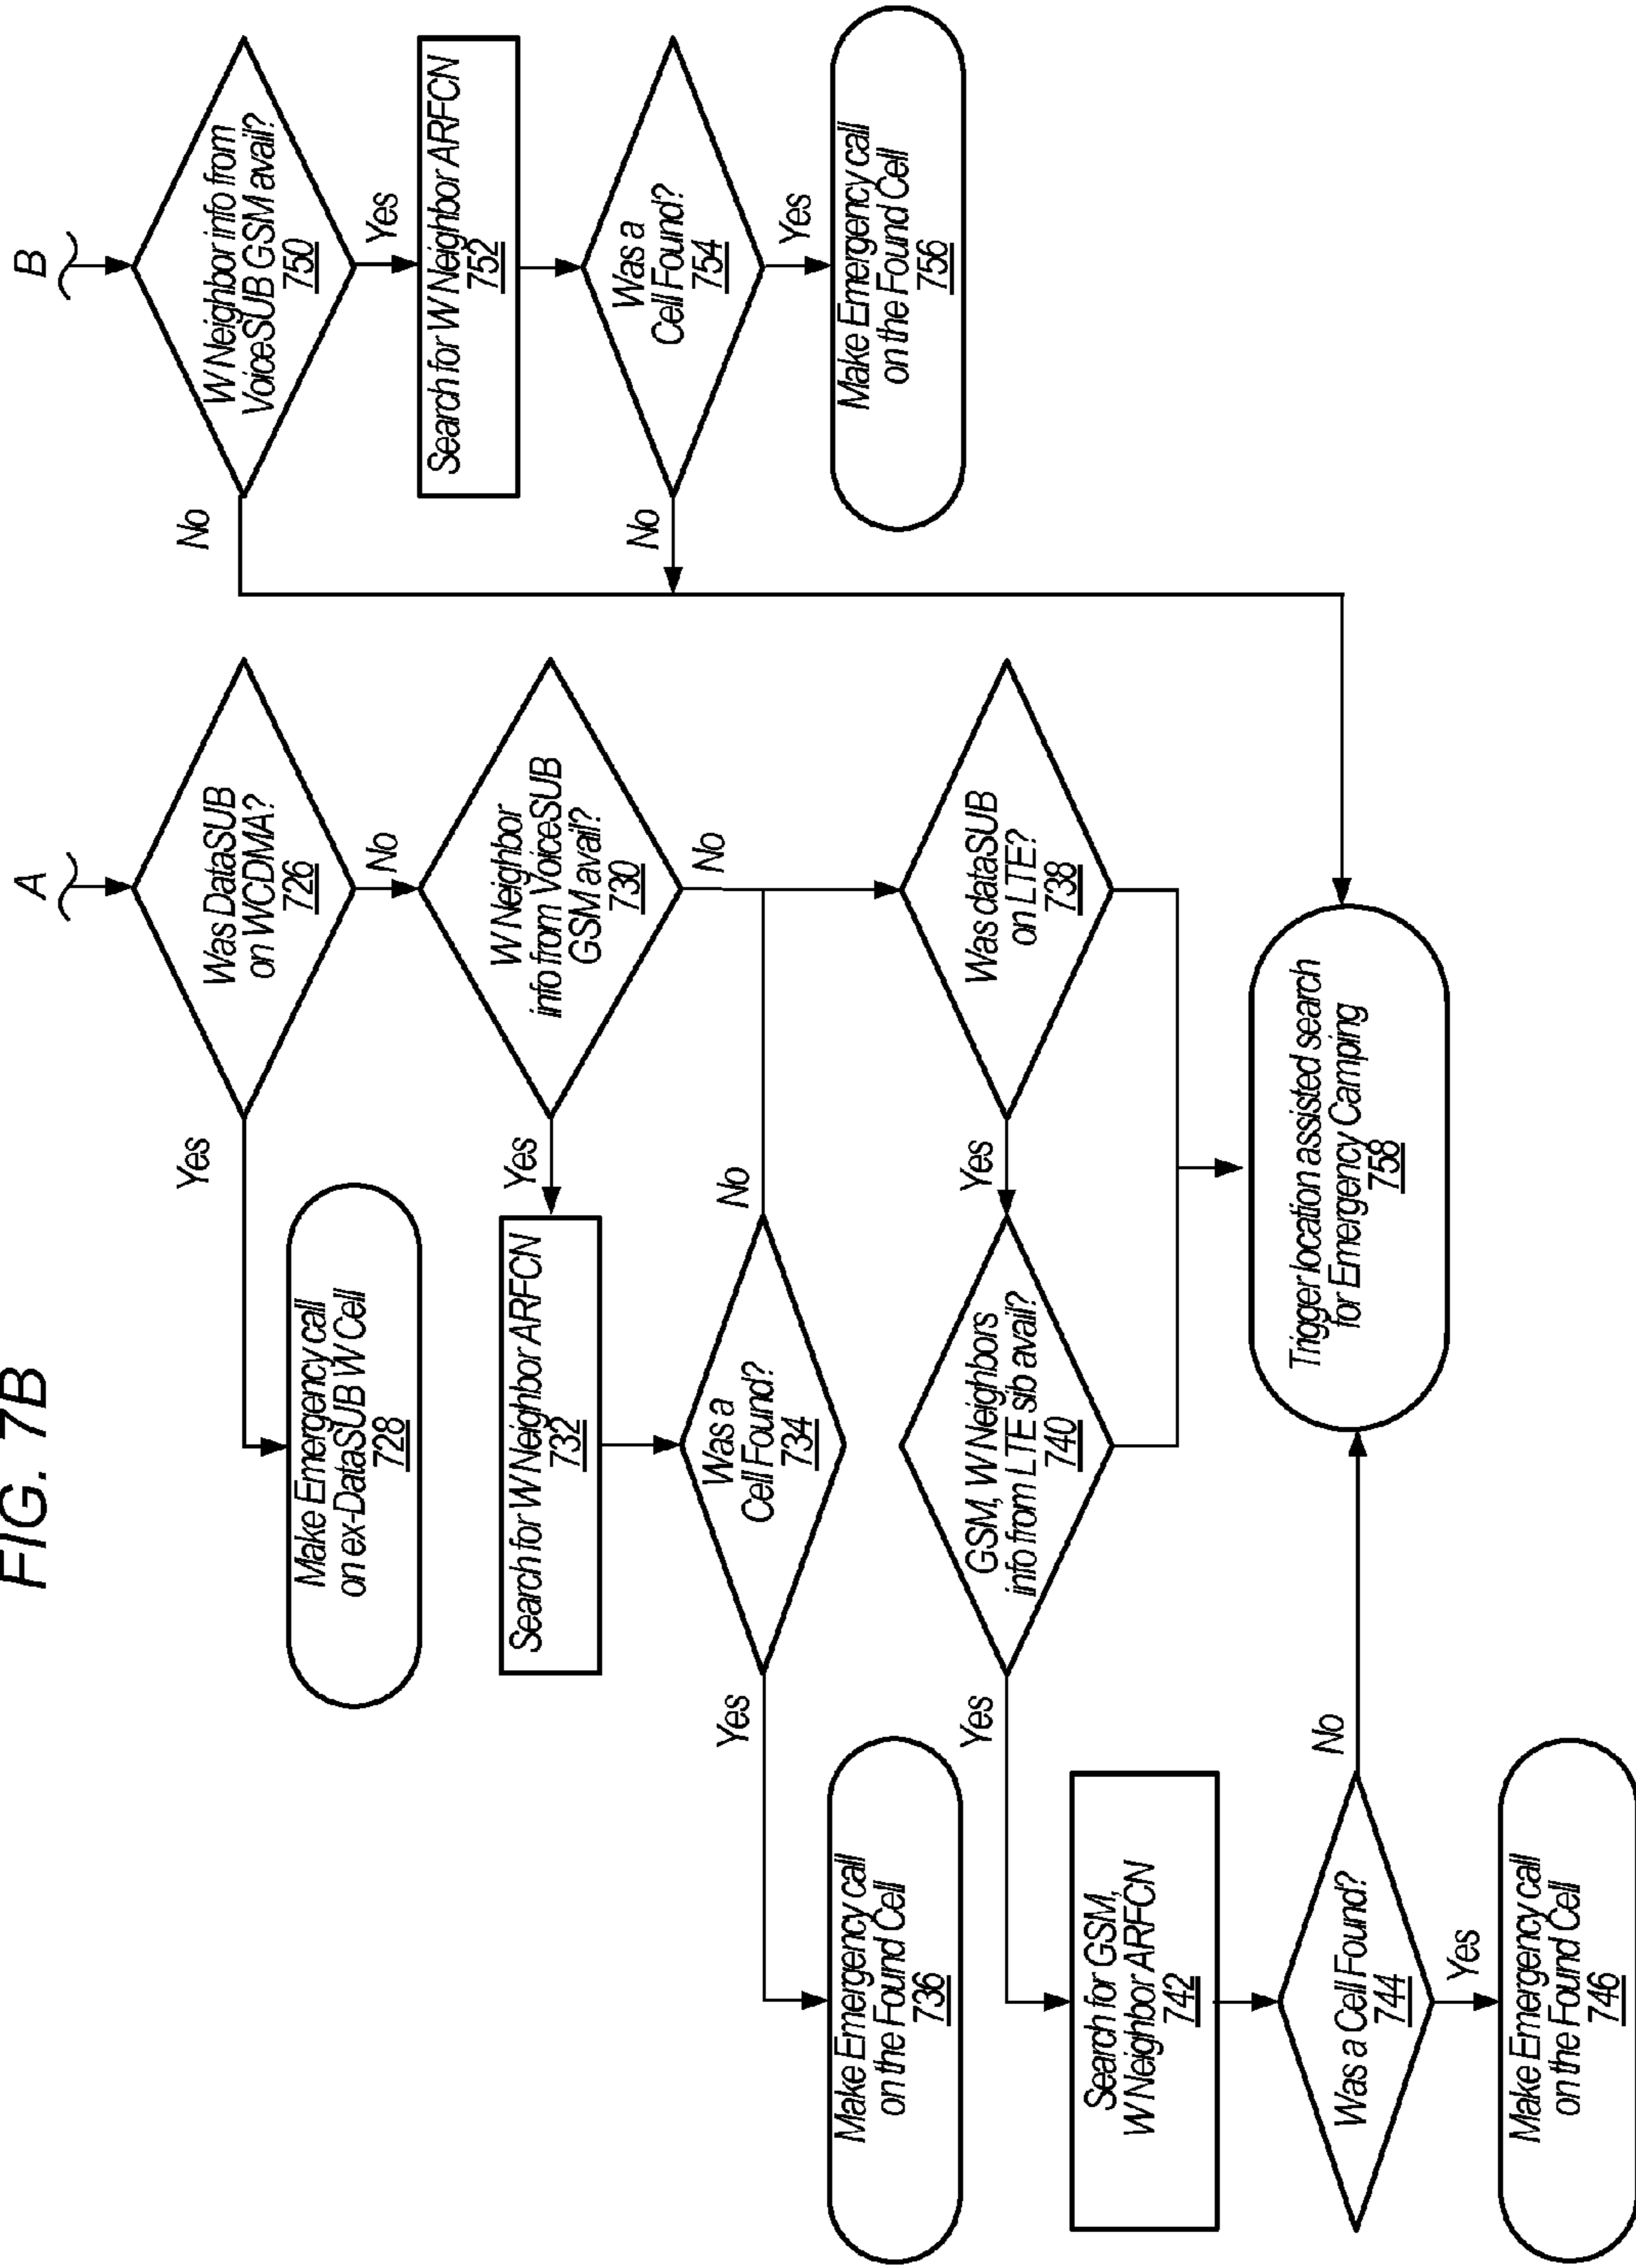 FIG. 7B
A
Was DataSUB
on WCDMA?
726
Yes
No
Make Emergency call
on ex-DataSUB W Cell
728
W Neighbor
info from VoiceSUB
GSM avail?
730
Yes
No
Search for W Neighbor ARFCN
732
Was a
Cell Found?
734
No
Yes
Make Emergency call
on the Found Cell
736
Was dataSUB
on LTE?
738
Yes
GSM, W Neighbors
info from LTE sib avail?
740
Yes
Search for GSM,
W Neighbor ARFCN
742
Was a Cell Found?
744
No
Yes
Make Emergency call
on the Found Cell
746
B
W Neighbor info from
VoiceSUB GSM avail?
750
No
Yes
Search for W Neighbor ARFCN
752
Was a
Cell Found?
754
No
Yes
Make Emergency call
on the Found Cell
756
Trigger location assisted search
for Emergency Camping
758